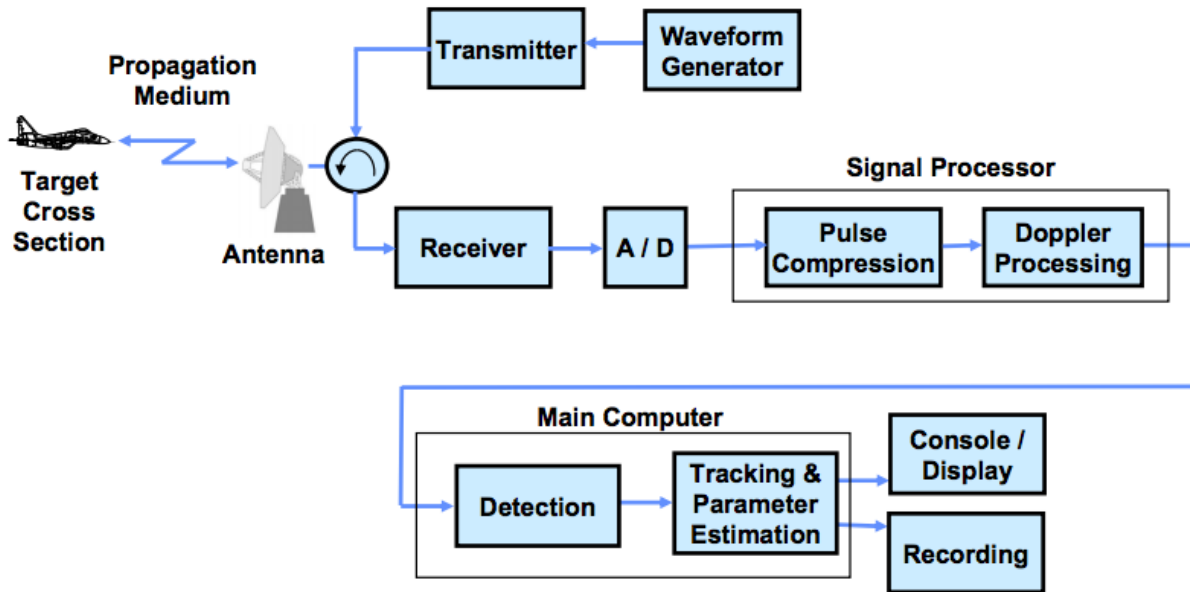 Transmitter
Waveform
Generator
Propagation
Medium
Target
Cross
Section
Antenna
Signal Processor
Receiver
A / D
Pulse
Compression
Doppler
Processing
Main Computer
Detection
Tracking &
Parameter
Estimation
Console /
Display
Recording